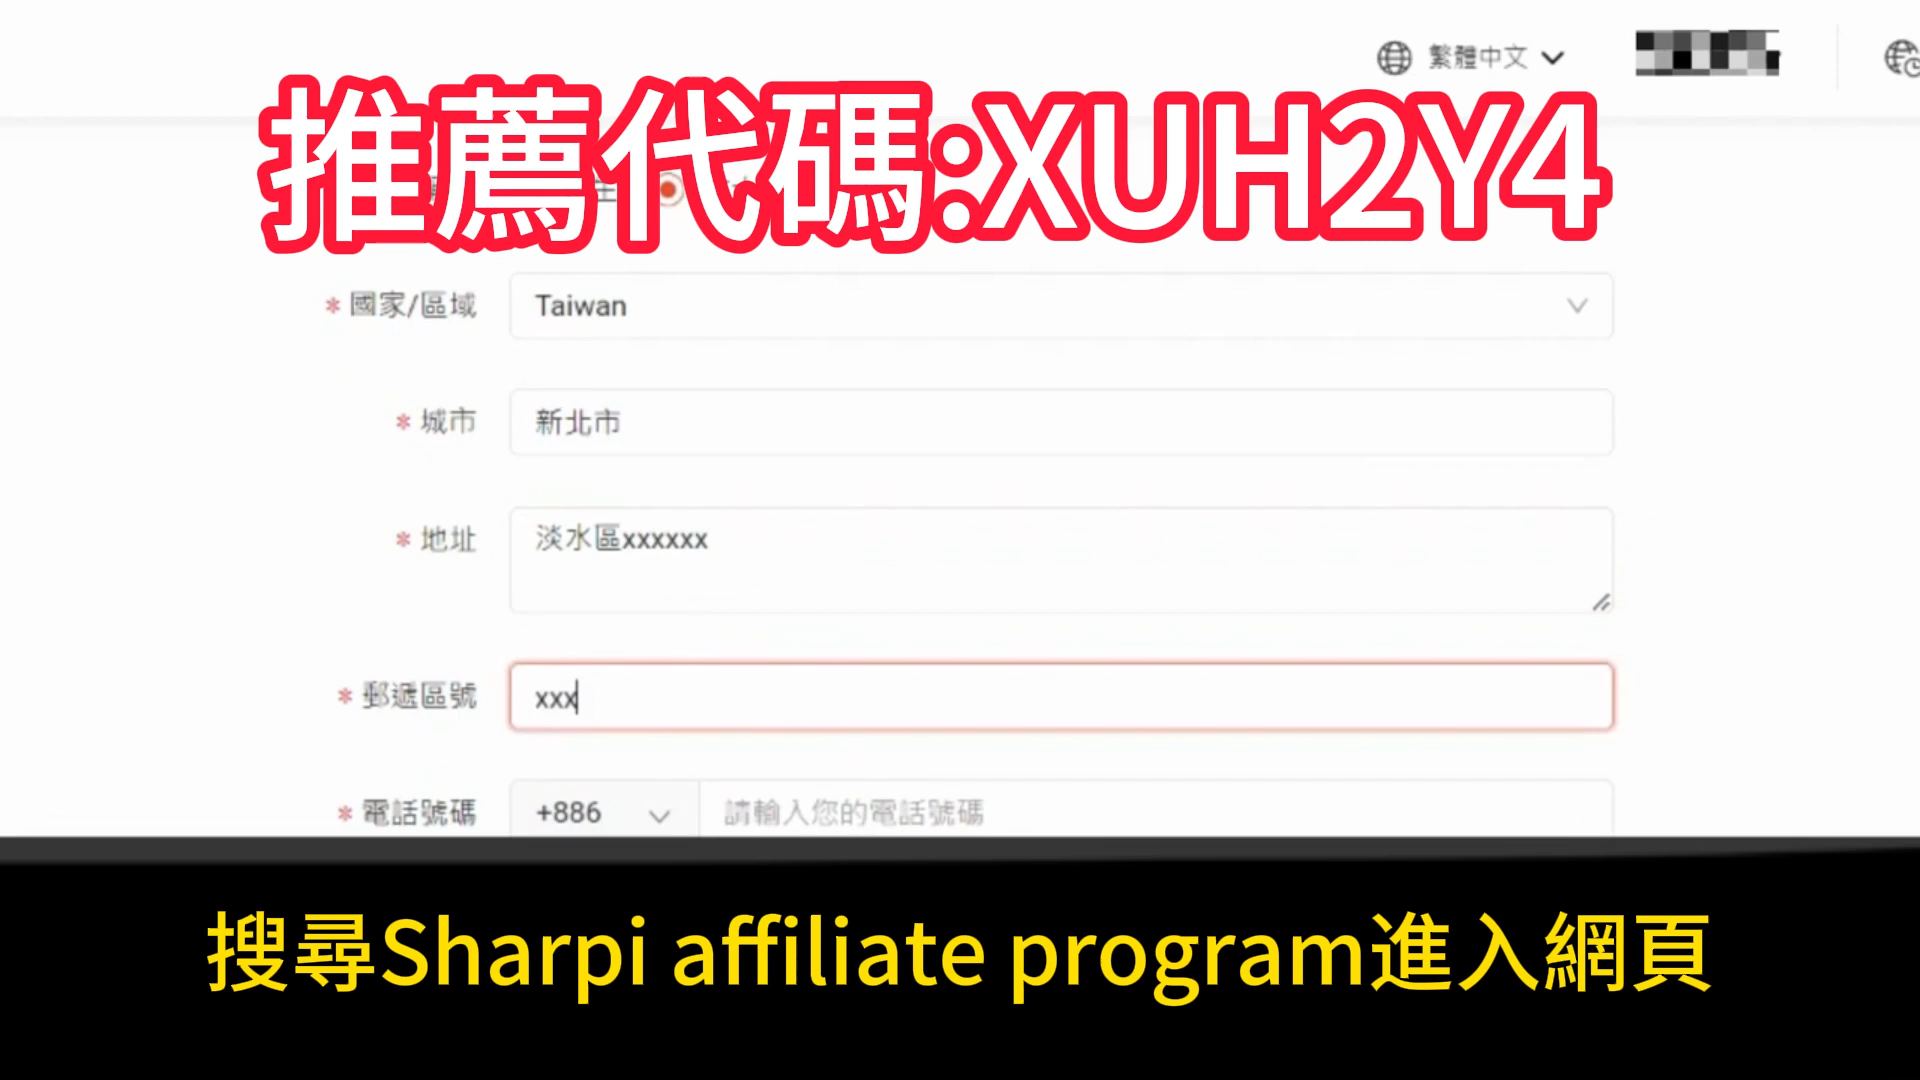 繁體中文
推薦代碼:XUH2Y4
* 國家/區域 Taiwan
* 城市 新北市
* 地址 淡水區xxxxxx
* 郵遞區號 xxx
* 電話號碼 +886 請輸入您的電話號碼
搜尋Sharpi affiliate program進入網頁